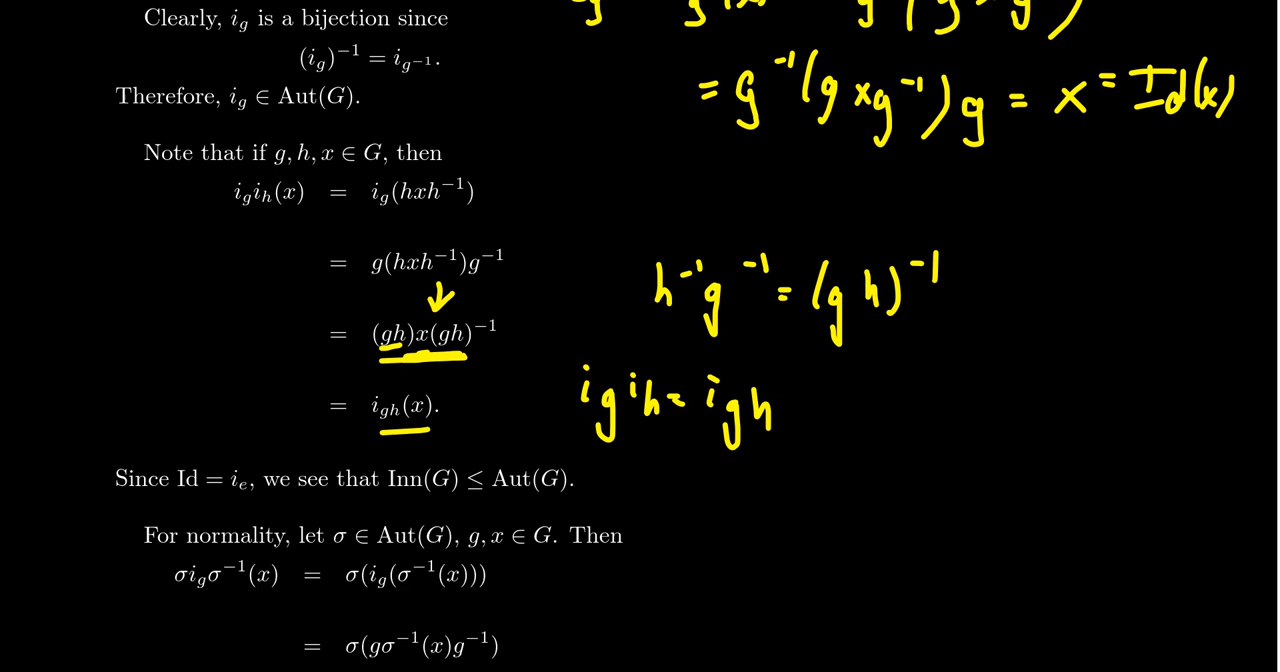 Clearly, i_g is a bijection since
(i_g)^{-1} = i_{g^{-1}}.
= g^{-1}(g x g^{-1}) g = x = Id(x)
Therefore, i_g ∈ Aut(G).
Note that if g, h, x ∈ G, then
i_g i_h(x) = i_g(hxh^{-1})
= g(hxh^{-1})g^{-1}
h^{-1} g^{-1} = (g h)^{-1}
= (gh)x(gh)^{-1}
= i_{gh}(x).
i_g i_h = i_{gh}
Since Id = i_e, we see that Inn(G) ≤ Aut(G).
For normality, let σ ∈ Aut(G), g, x ∈ G. Then
σi_gσ^{-1}(x) = σ(i_g(σ^{-1}(x)))
= σ(gσ^{-1}(x)g^{-1})